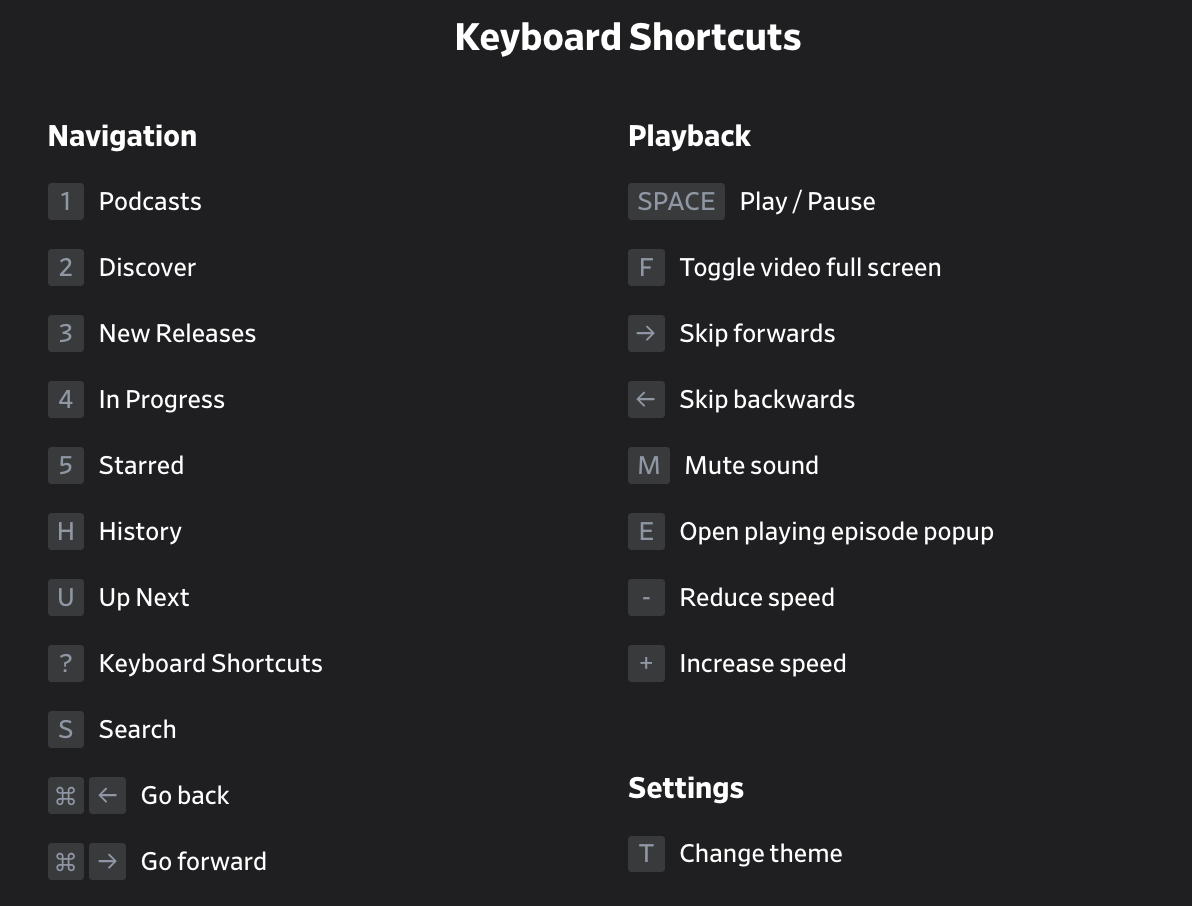 Keyboard Shortcuts
Navigation
1 Podcasts
2 Discover
3 New Releases
4 In Progress
5 Starred
H History
U Up Next
? Keyboard Shortcuts
S Search
⌘ ← Go back
⌘ → Go forward
Playback
SPACE Play / Pause
F Toggle video full screen
→ Skip forwards
← Skip backwards
M Mute sound
E Open playing episode popup
- Reduce speed
+ Increase speed
Settings
T Change theme